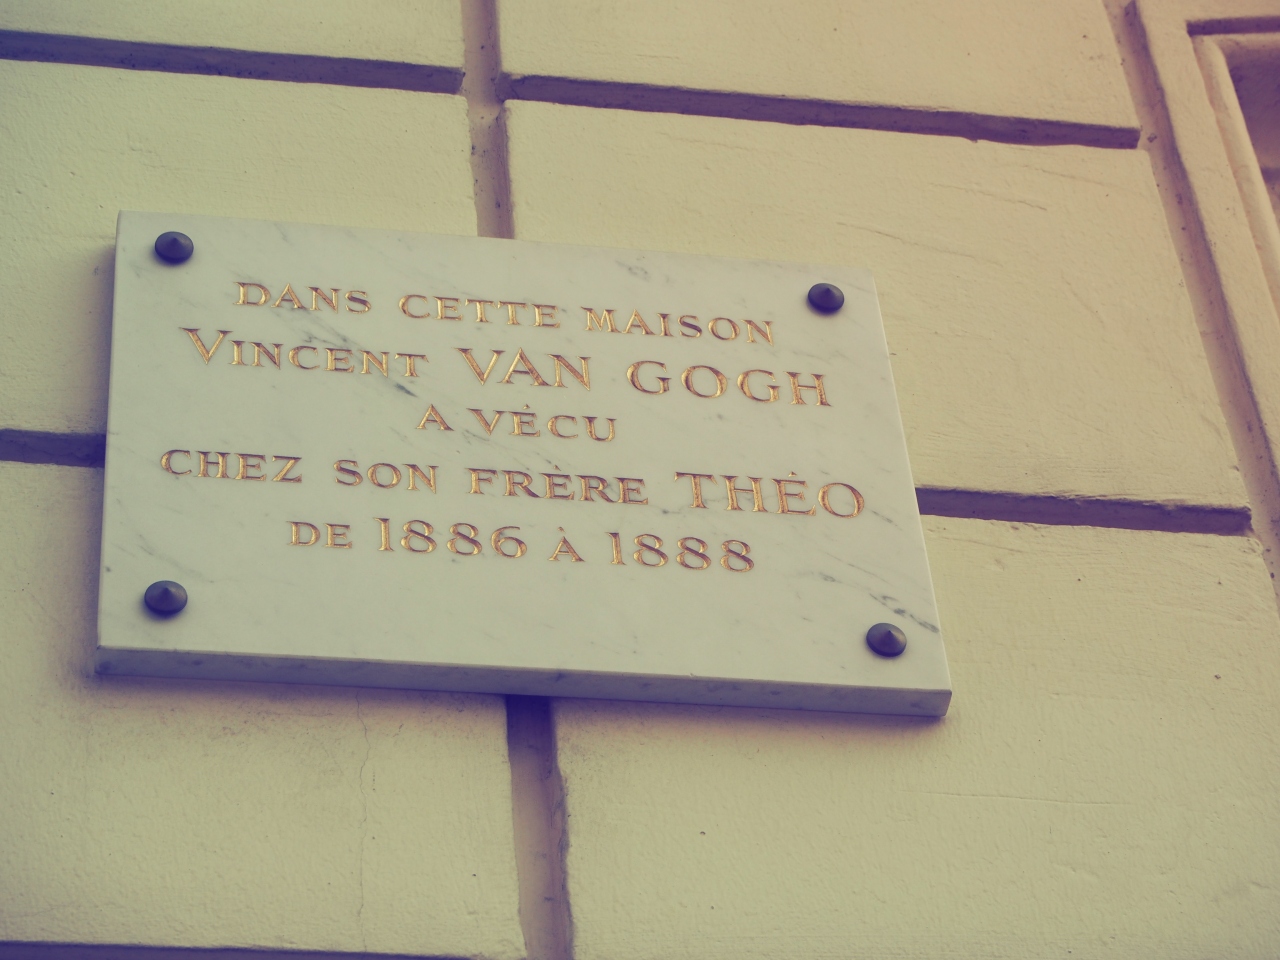 DANS CETTE MAISON
VINCENT VAN GOGH
A VÉCU
CHEZ SON FRÈRE THÉO
DE 1886 À 1888